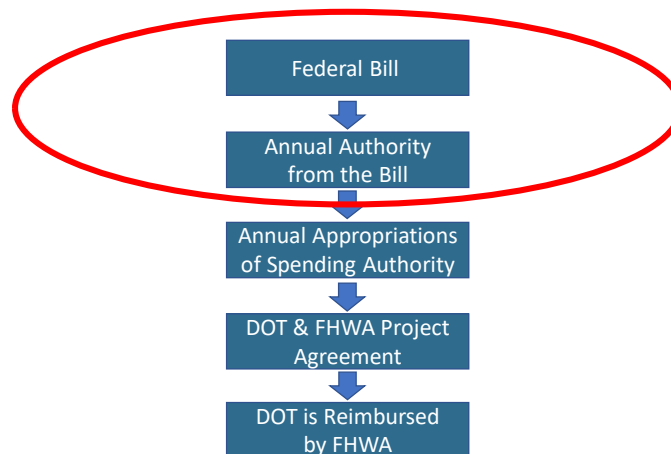 Federal Bill
Annual Authority
from the Bill
Annual Appropriations
of Spending Authority
DOT & FHWA Project
Agreement
DOT is Reimbursed
by FHWA